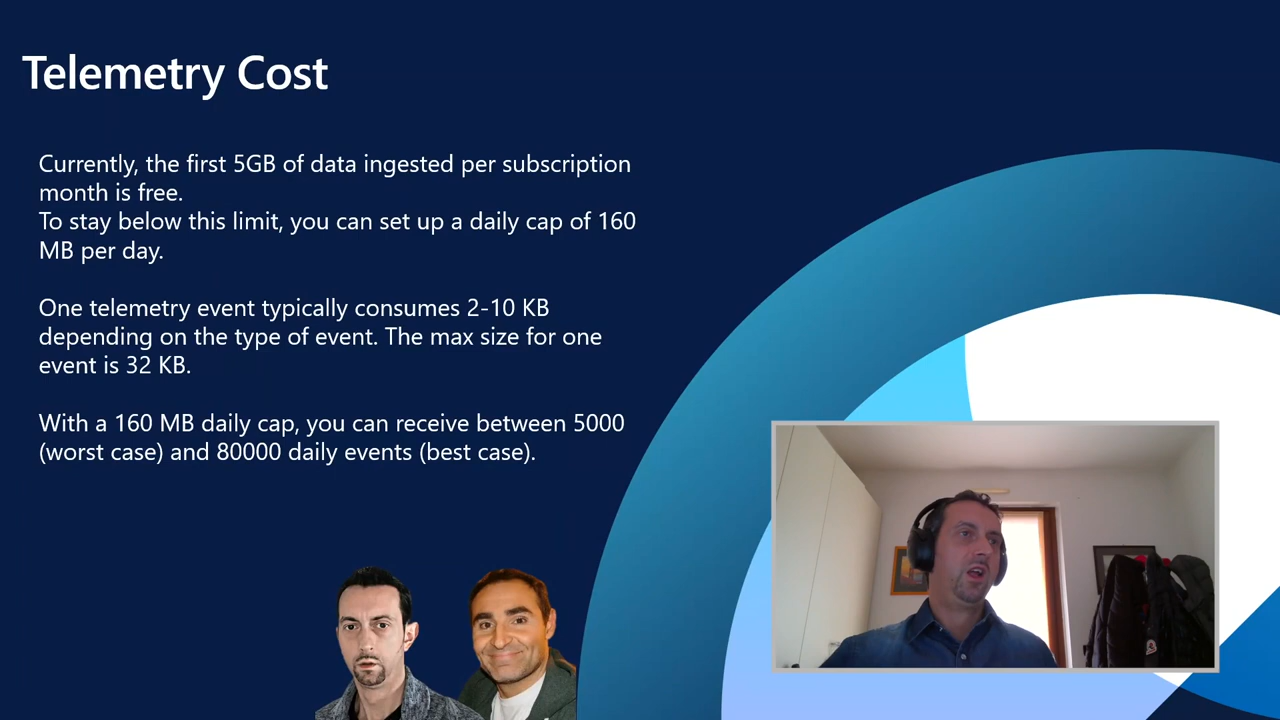 Telemetry Cost
Currently, the first 5GB of data ingested per subscription
month is free.
To stay below this limit, you can set up a daily cap of 160
MB per day.
One telemetry event typically consumes 2-10 KB
depending on the type of event. The max size for one
event is 32 KB.
With a 160 MB daily cap, you can receive between 5000
(worst case) and 80000 daily events (best case).